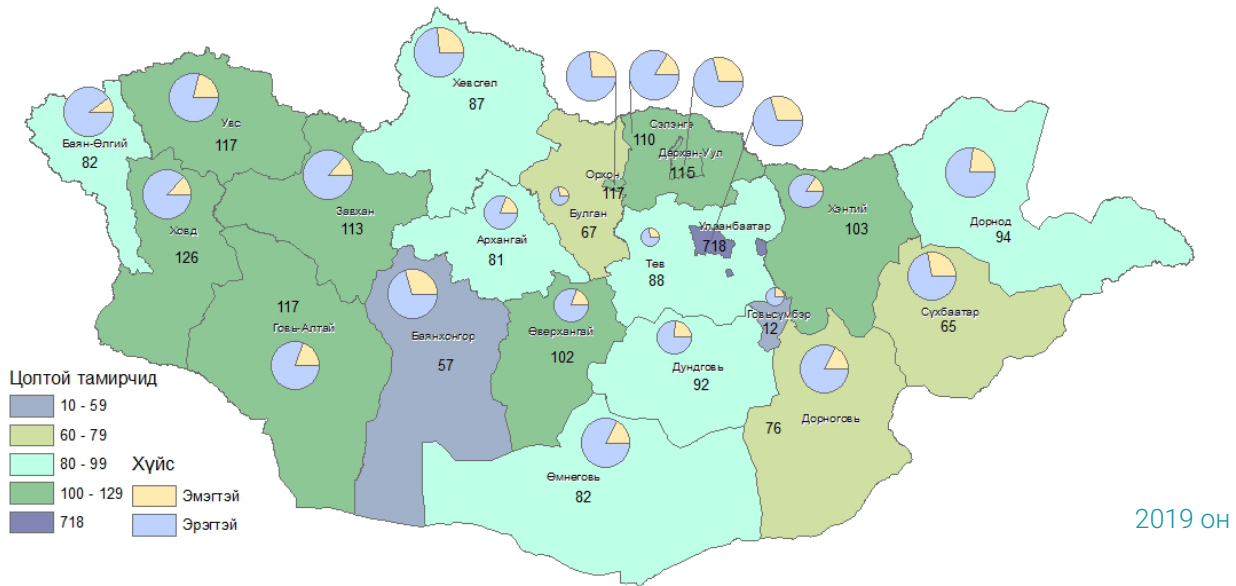 Хөвсгөл
87
Баян-Өлгий
82
Увс
117
Ховд
126
Завхан
113
Архангай
81
Булган
67
Орхон
117
Сэлэнгэ
110
Дархан-Уул
115
Улаанбаатар
718
Төв
88
Хэнтий
103
Дорнод
94
Сүхбаатар
65
Говьсүмбэр
12
117
Говь-Алтай
Баянхонгор
57
Өвөрхангай
102
Дундговь
92
Дорноговь
76
Өмнөговь
82
Цолтой тамирчид
10 - 59
60 - 79
80 - 99
100 - 129
718
Хүйс
Эмэгтэй
Эрэгтэй
2019 он